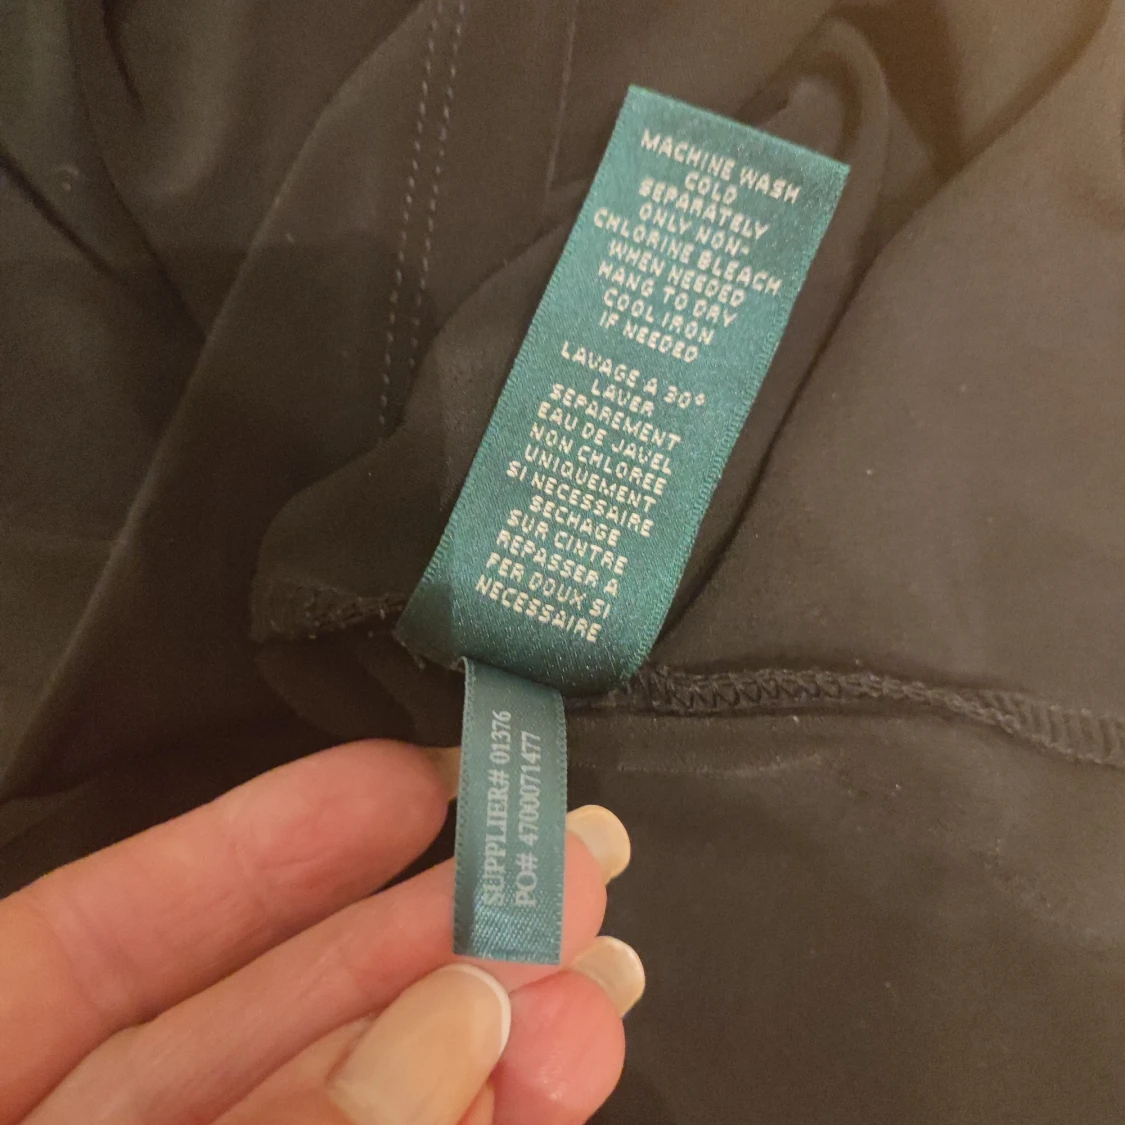 MACHINE WASH
COLD
SEPARATELY
ONLY NON-
CHLORINE BLEACH
WHEN NEEDED
HANG TO DRY
COOL IRON
IF NEEDED
LAVAGE A 30°
LAVER
SEPAREMENT
EAU DE JAVEL
NON CHLOREE
UNIQUEMENT
SI NECESSAIRE
SECHAGE
SUR CINTRE
REPASSER A
FER DOUX SI
NECESSAIRE
SUPPLIER# 01376
PO# 4700071477